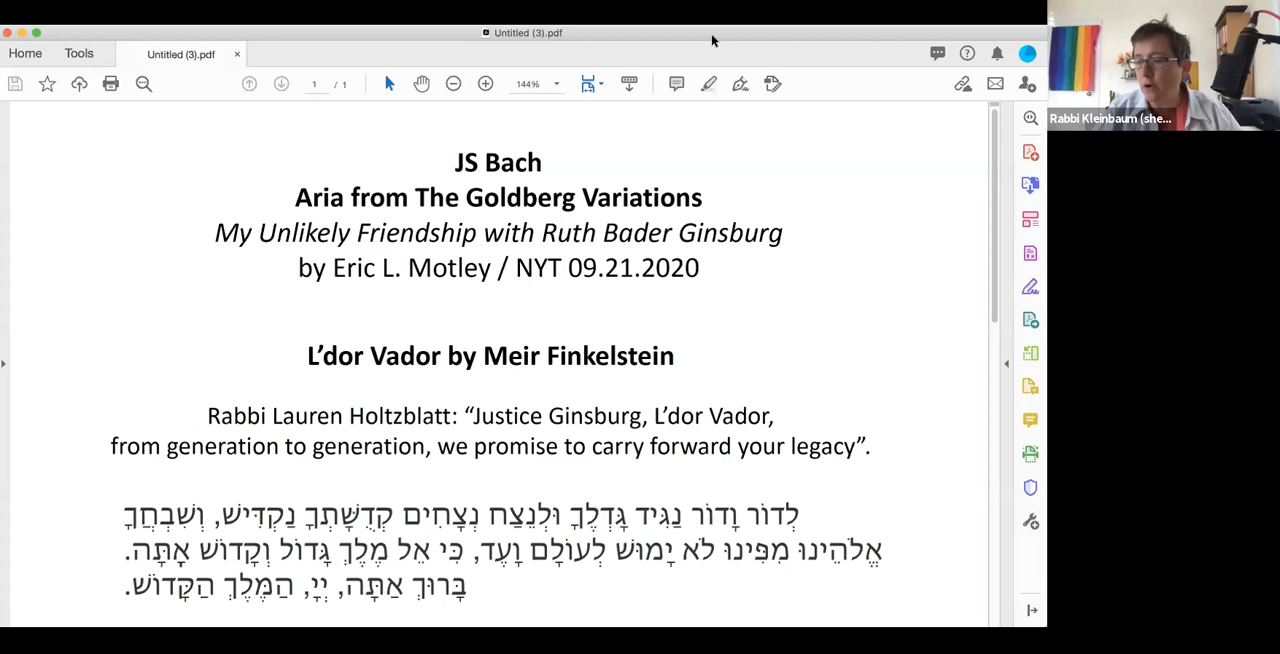 Untitled (3).pdf
Home
Tools
Untitled (3).pdf ×
1 / 1
144%
Rabbi Kleinbaum (she...
JS Bach
Aria from The Goldberg Variations
My Unlikely Friendship with Ruth Bader Ginsburg
by Eric L. Motley / NYT 09.21.2020
L’dor Vador by Meir Finkelstein
Rabbi Lauren Holtzblatt: “Justice Ginsburg, L’dor Vador,
from generation to generation, we promise to carry forward your legacy”.
לְדוֹר וָדוֹר נַגִּיד גָּדְלֶךָ וּלְנֵצַח נְצָחִים קְדֻשָּׁתְךָ נַקְדִּישׁ, וְשִׁבְחֲךָ
אֱלֹהֵינוּ מִפִּינוּ לֹא יָמוּשׁ לְעוֹלָם וָעֶד, כִּי אֵל מֶלֶךְ גָּדוֹל וְקָדוֹשׁ אָתָּה.
בָּרוּךְ אַתָּה, יְיָ, הַמֶּלֶךְ הַקָּדוֹשׁ.